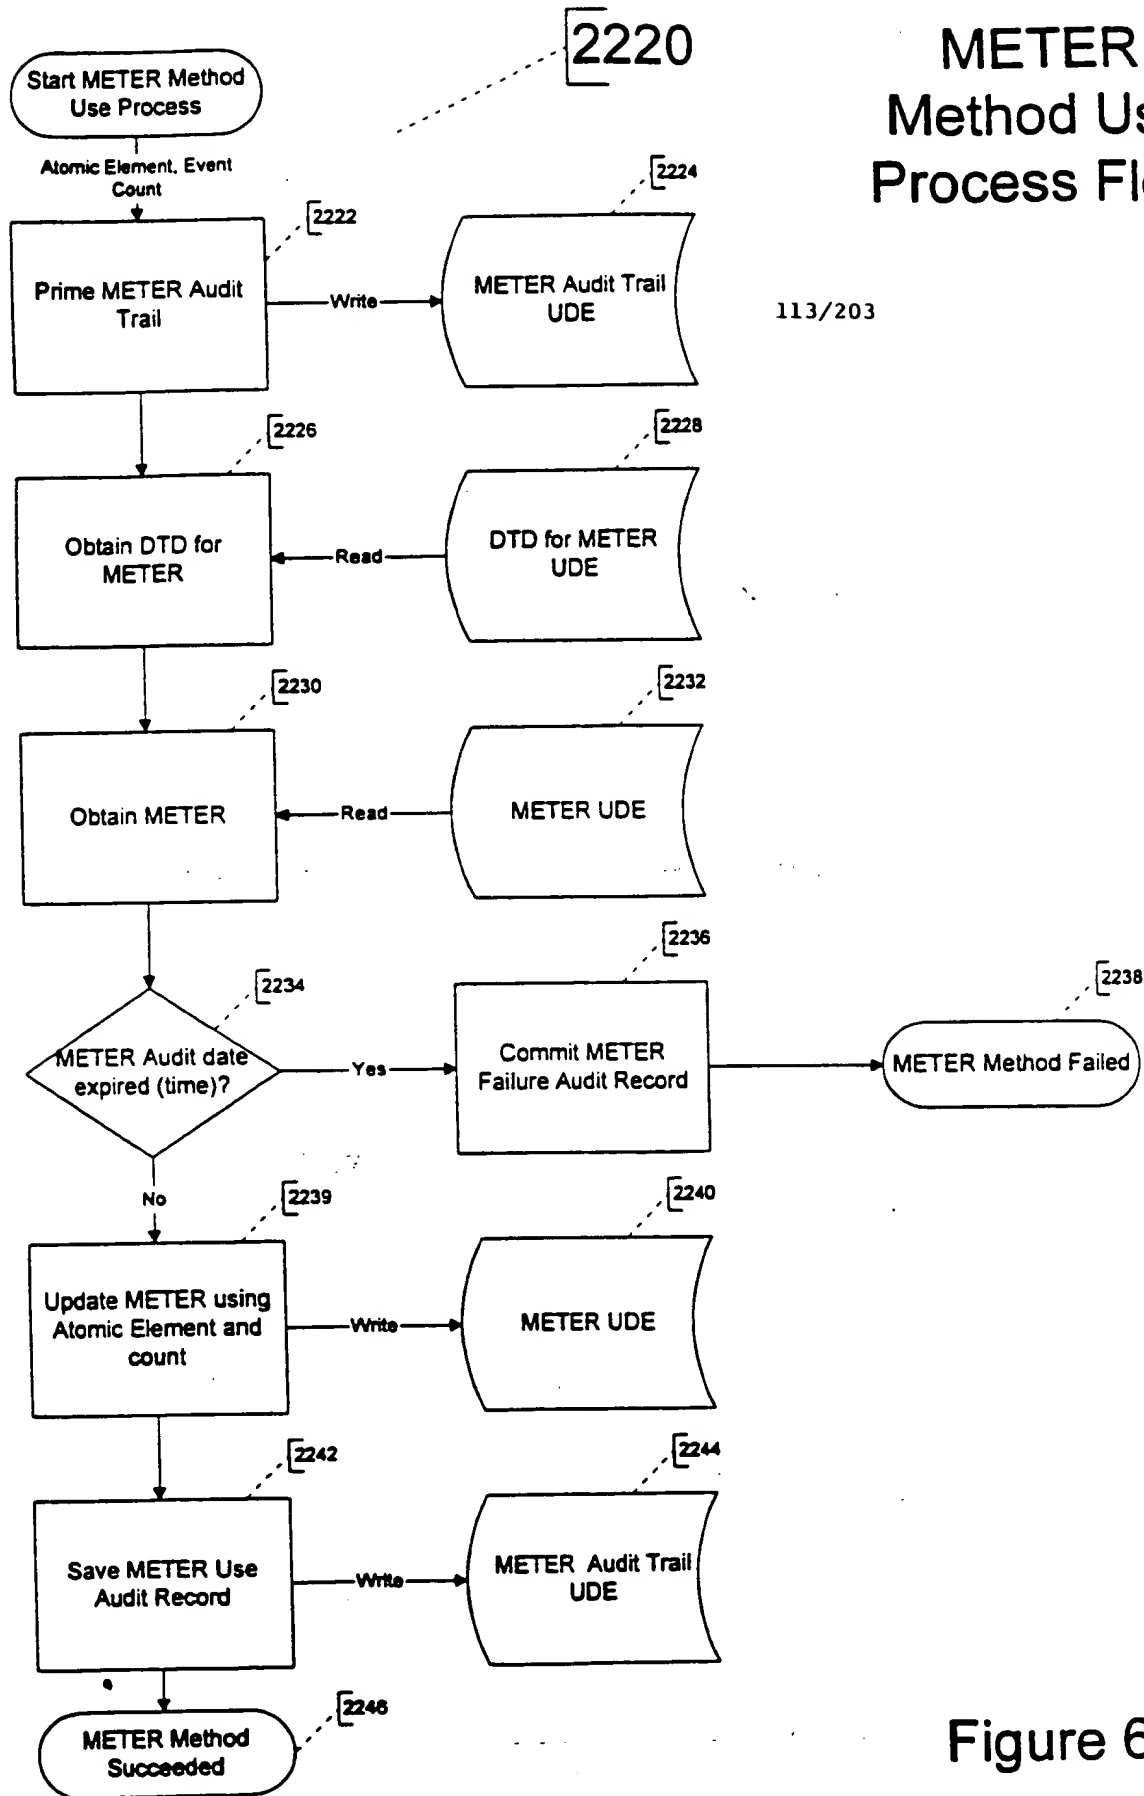 2220
METER
Method Us
Process Fl
Start METER Method
Use Process
Atomic Element, Event
Count
2222
2224
Prime METER Audit
Trail
Write
METER Audit Trail
UDE
113/203
2226
2228
Obtain DTD for
METER
Read
DTD for METER
UDE
2230
2232
Obtain METER
Read
METER UDE
2234
2236
2238
METER Audit date
expired (time)?
Yes
Commit METER
Failure Audit Record
METER Method Failed
No
2239
2240
Update METER using
Atomic Element and
count
Write
METER UDE
2242
2244
Save METER Use
Audit Record
Write
METER Audit Trail
UDE
2246
METER Method
Succeeded
Figure 6